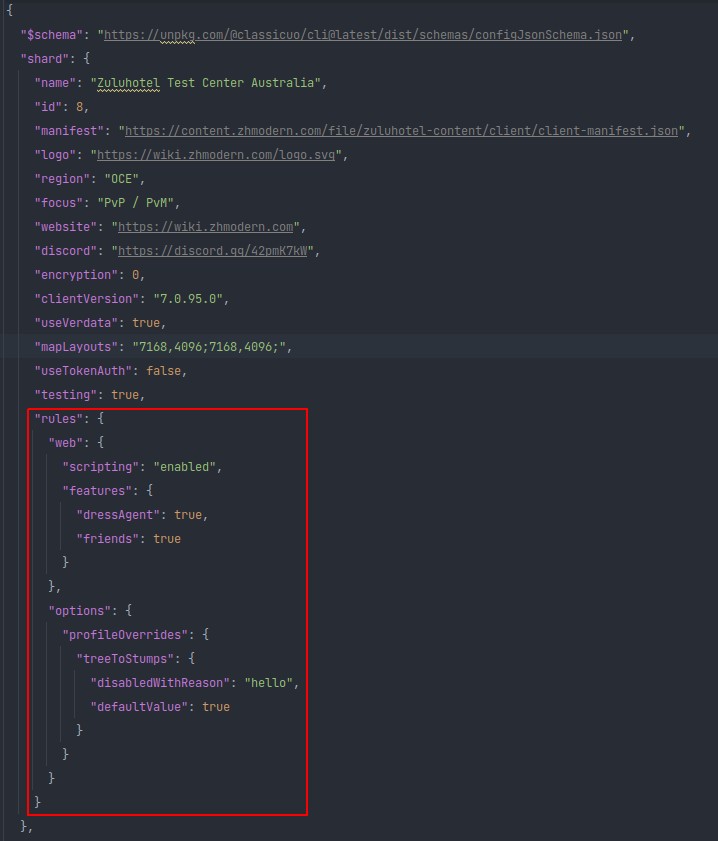 {
"$schema": "https://unpkg.com/@classicuo/cli@latest/dist/schemas/configJsonSchema.json",
"shard": {
"name": "Zuluhotel Test Center Australia",
"id": 8,
"manifest": "https://content.zhmodern.com/file/zuluhotel-content/client/client-manifest.json",
"logo": "https://wiki.zhmodern.com/logo.svg",
"region": "OCE",
"focus": "PvP / PvM",
"website": "https://wiki.zhmodern.com",
"discord": "https://discord.gg/42pmK7kW",
"encryption": 0,
"clientVersion": "7.0.95.0",
"useVerdata": true,
"mapLayouts": "7168,4096;7168,4096;",
"useTokenAuth": false,
"testing": true,
"rules": {
"web": {
"scripting": "enabled",
"features": {
"dressAgent": true,
"friends": true
}
},
"options": {
"profileOverrides": {
"treeToStumps": {
"disabledWithReason": "hello",
"defaultValue": true
}
}
}
}
},